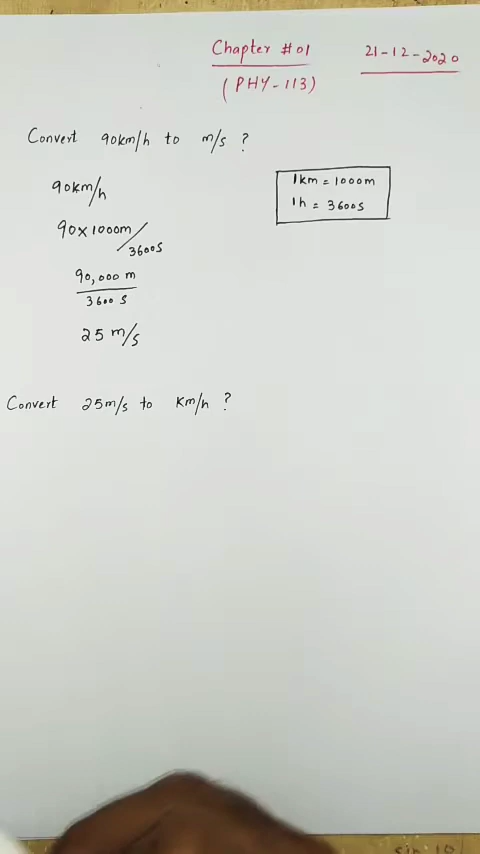 Chapter #01 21-12-2020
(PHY-113)
Convert 90km/h to m/s ?
90km/h
1km = 1000m
1h = 3600s
90x1000m/3600s
90,000 m
3600 s
25 m/s
Convert 25m/s to km/h ?